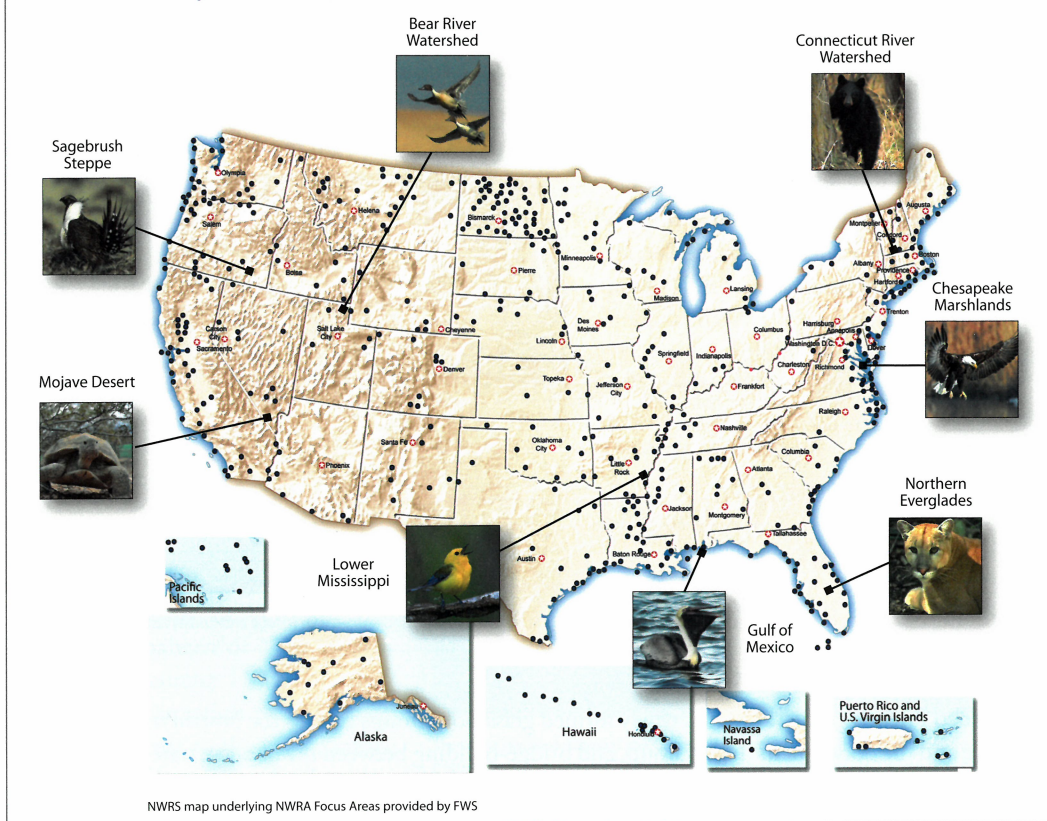 Bear River
Watershed
Connecticut River
Watershed
Sagebrush
Steppe
Olympia
Salem
Helena
Boise
Bismarck
Minneapolis
Pierre
Augusta
Montpelier
Concord
Boston
Albany
Providence
Hartford
Madison
Lansing
Chesapeake
Marshlands
Trenton
Harrisburg
Annapolis
Dover
Washington D.C.
Richmond
Charleston
Columbus
Des
Moines
Lincoln
Cheyenne
Salt Lake
City
Carson
City
Sacramento
Springfield
Indianapolis
Mojave Desert
Denver
Topeka
Jefferson
City
Frankfort
Raleigh
Nashville
Columbia
Santa Fe
Oklahoma
City
Little
Rock
Phoenix
Atlanta
Northern
Everglades
Jackson
Montgomery
Tallahassee
Baton Rouge
Austin
Lower
Mississippi
Pacific
Islands
Gulf of
Mexico
Juneau
Alaska
Hawaii
Honolulu
Navassa
Island
Puerto Rico and
U.S. Virgin Islands
NWRS map underlying NWRA Focus Areas provided by FWS